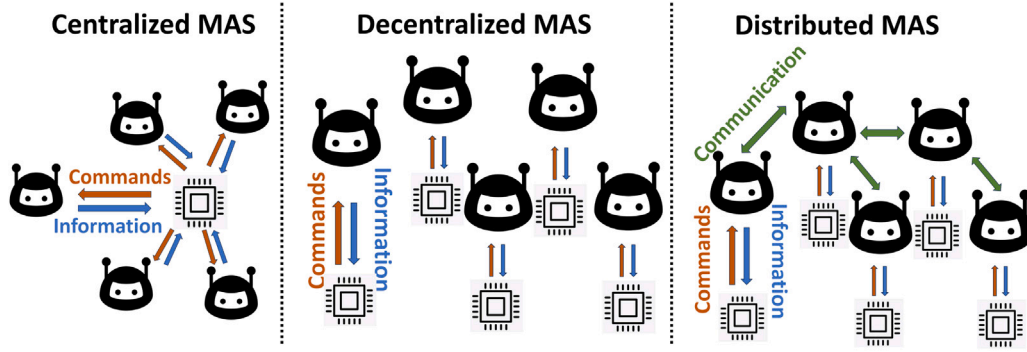 Centralized MAS
Commands
Information
Decentralized MAS
Commands
Information
Distributed MAS
Communication
Commands
Information